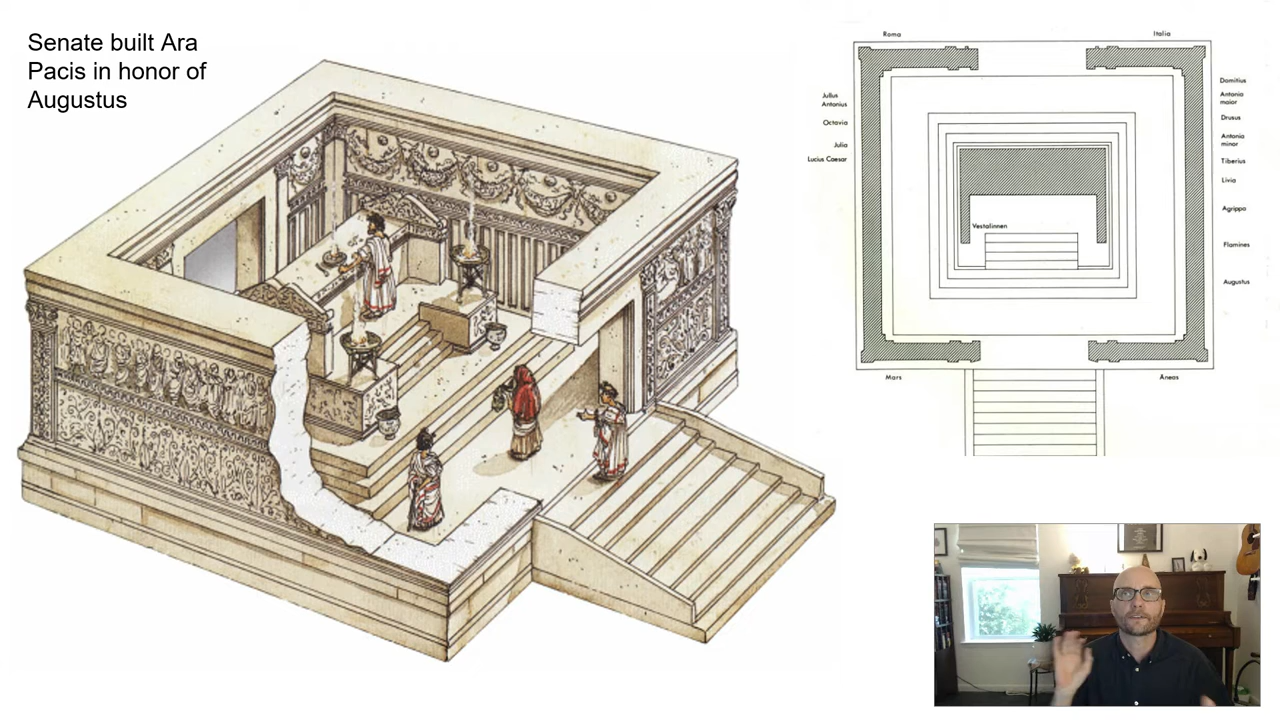 Senate built Ara
Pacis in honor of
Augustus
Roma
Italia
Julius
Antonius
Octavia
Julia
Lucius Caesar
Domitius
Antonia
maior
Drusus
Antonia
minor
Tiberius
Livia
Agrippa
Flamines
Augustus
Vestalinnen
Mars
Äneas